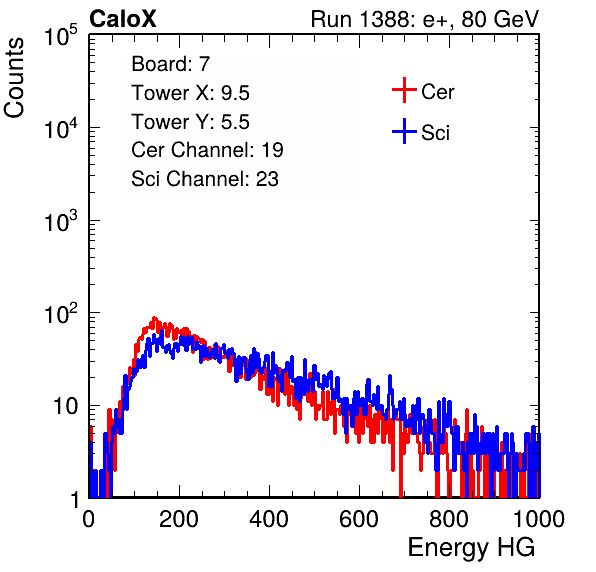 CaloX Run 1388: e+, 80 GeV
Counts
Board: 7
Tower X: 9.5
Tower Y: 5.5
Cer Channel: 19
Sci Channel: 23
Cer
Sci
10^5
10^4
10^3
10^2
10
1
0 200 400 600 800 1000
Energy HG